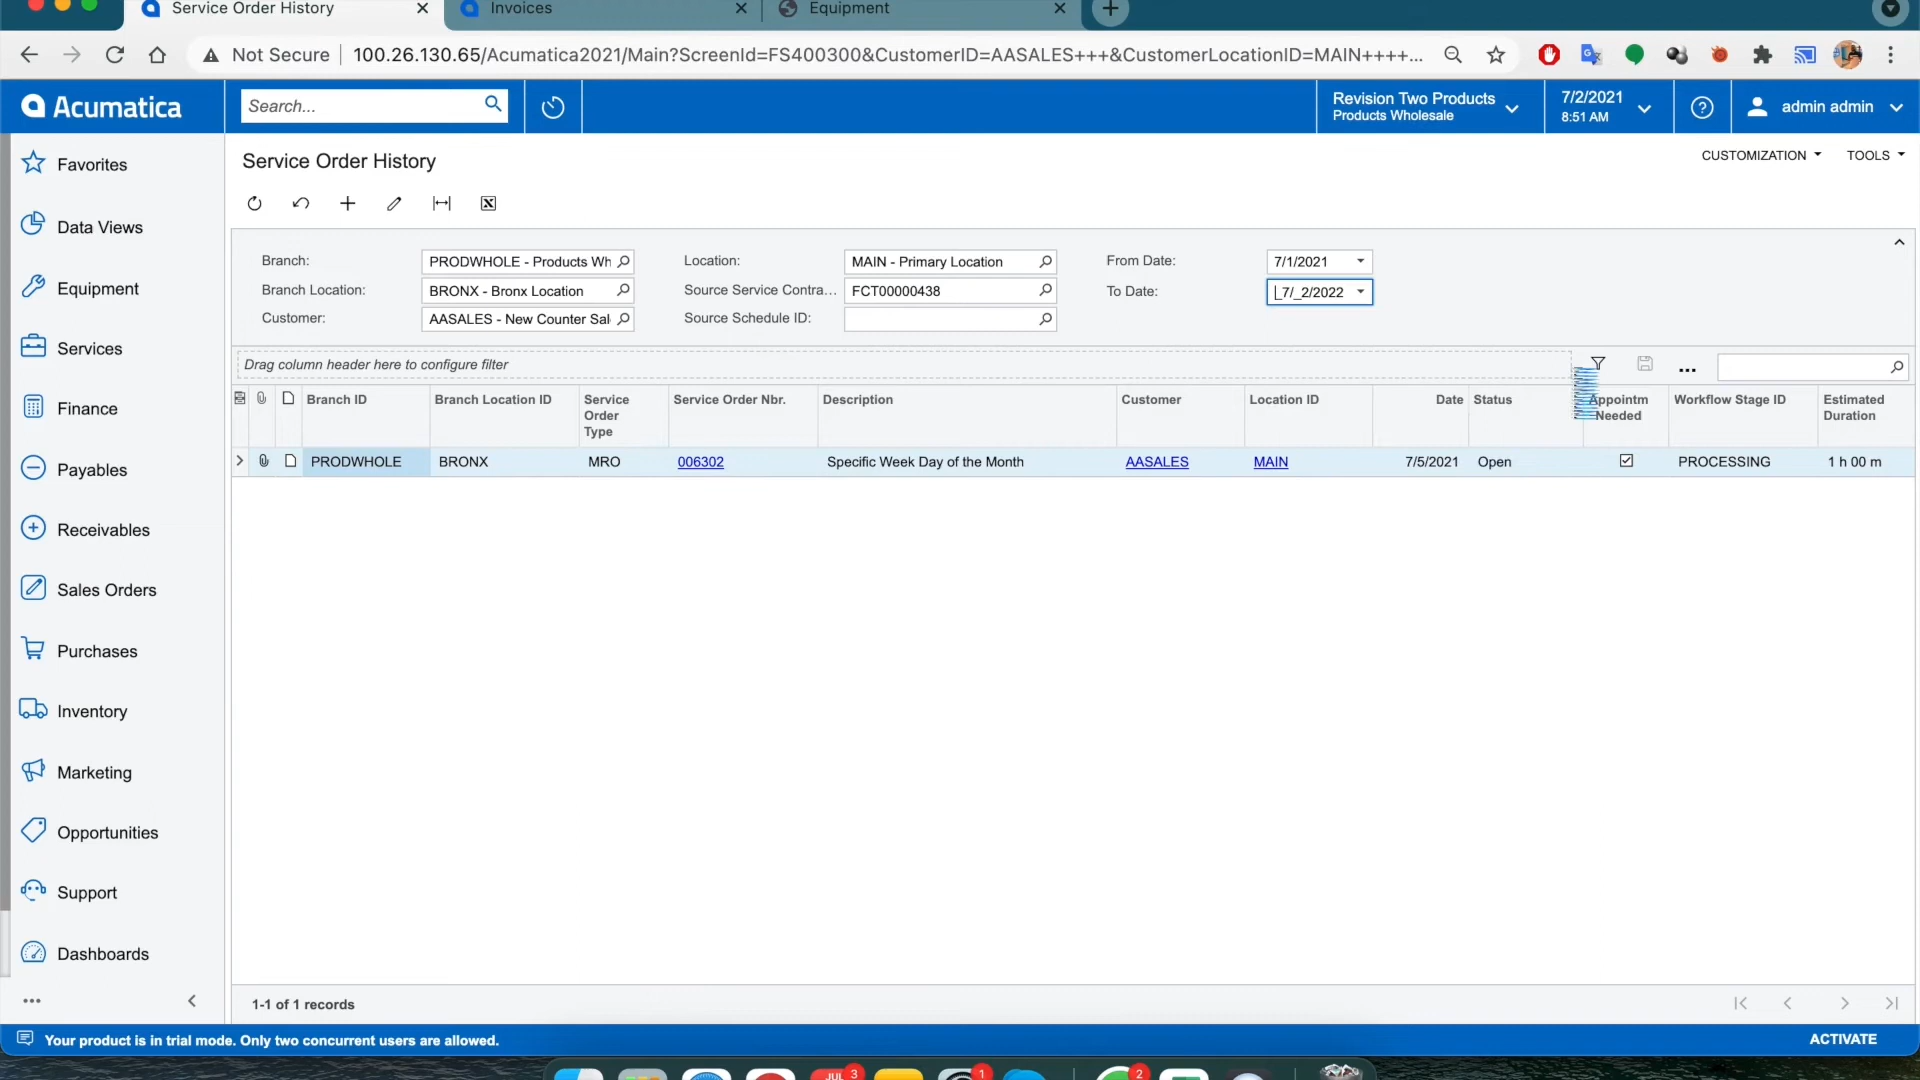 Service Order History
Invoices
Equipment
Not Secure
100.26.130.65/Acumatica2021/Main?ScreenId=FS400300&CustomerID=AASALES+++&CustomerLocationID=MAIN++++...
Acumatica
Search...
Revision Two Products
Products Wholesale
7/2/2021
8:51 AM
admin admin
Favorites
Data Views
Equipment
Services
Finance
Payables
Receivables
Sales Orders
Purchases
Inventory
Marketing
Opportunities
Support
Dashboards
Service Order History
CUSTOMIZATION
TOOLS
Branch: PRODWHOLE - Products Wh
Location: MAIN - Primary Location
From Date: 7/1/2021
Branch Location: BRONX - Bronx Location
Source Service Contra... FCT00000438
To Date: _7/_2/2022
Customer: AASALES - New Counter Sal
Source Schedule ID:
Drag column header here to configure filter
...
Branch ID
Branch Location ID
Service
Order
Type
Service Order Nbr.
Description
Customer
Location ID
Date
Status
Appointm
Needed
Workflow Stage ID
Estimated
Duration
PRODWHOLE BRONX MRO 006302 Specific Week Day of the Month AASALES MAIN 7/5/2021 Open PROCESSING 1 h 00 m
1-1 of 1 records
Your product is in trial mode. Only two concurrent users are allowed.
ACTIVATE
JUL 3
1
2